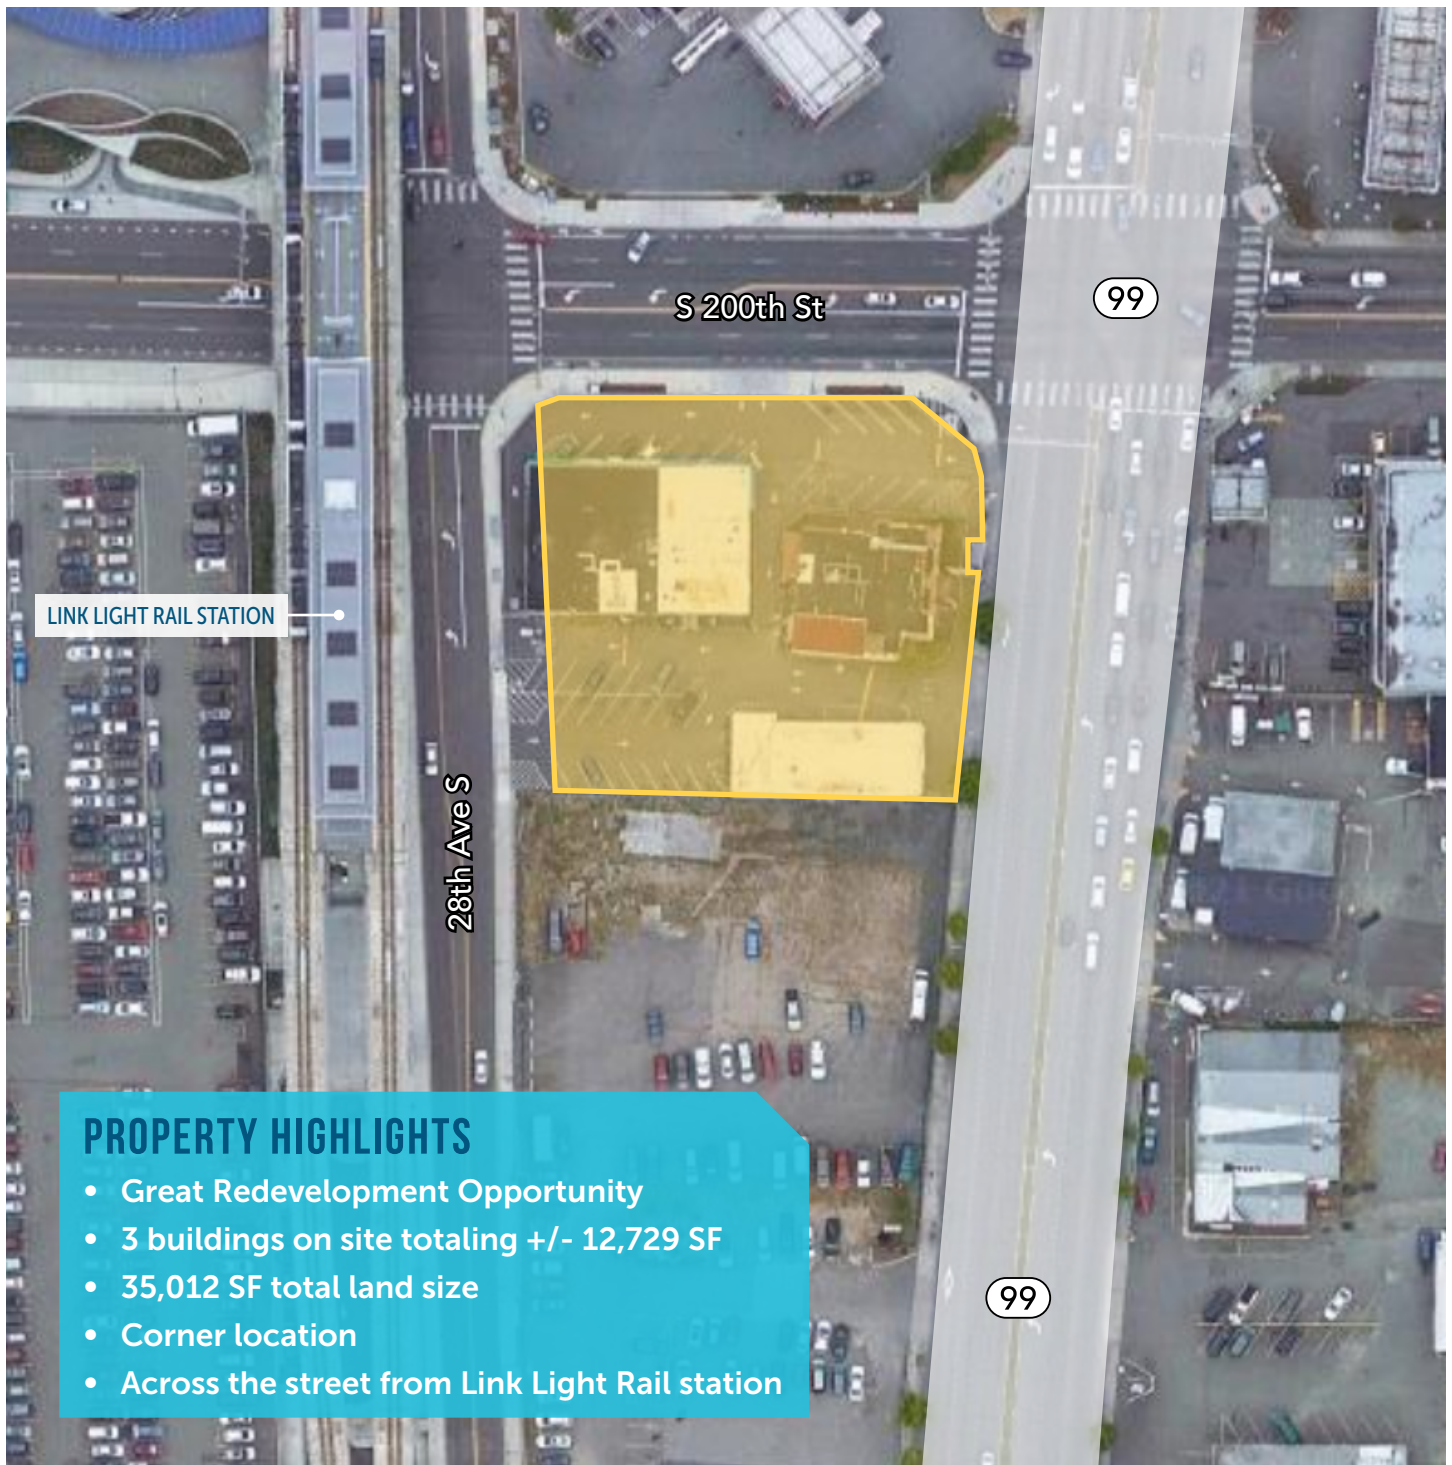 S 200th St
99
LINK LIGHT RAIL STATION
28th Ave S
PROPERTY HIGHLIGHTS
• Great Redevelopment Opportunity
• 3 buildings on site totaling +/- 12,729 SF
• 35,012 SF total land size
• Corner location
• Across the street from Link Light Rail station
99